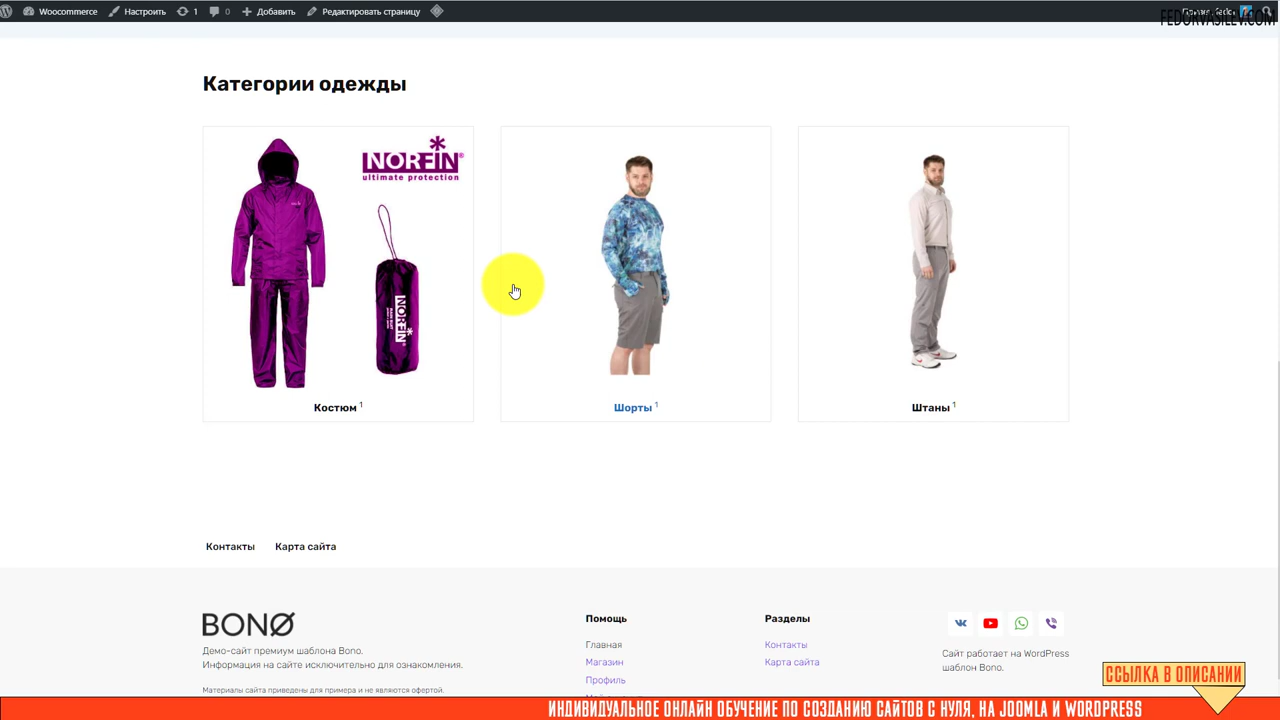 Woocommerce Настроить 1 0 Добавить Редактировать страницу
FEDORVASILEV.COM
Категории одежды
NORFIN
ultimate protection
NORFIN
Костюм 1
Шорты 1
Штаны 1
Контакты Карта сайта
BONO
Демо-сайт премиум шаблона Bono.
Информация на сайте исключительно для ознакомления.
Материалы сайта приведены для примера и не являются офертой.
Помощь
Главная
Магазин
Профиль
Разделы
Контакты
Карта сайта
Сайт работает на WordPress
шаблон Bono.
ССЫЛКА В ОПИСАНИИ
ИНДИВИДУАЛЬНОЕ ОНЛАЙН ОБУЧЕНИЕ ПО СОЗДАНИЮ САЙТОВ С НУЛЯ, НА JOOMLA И WORDPRESS